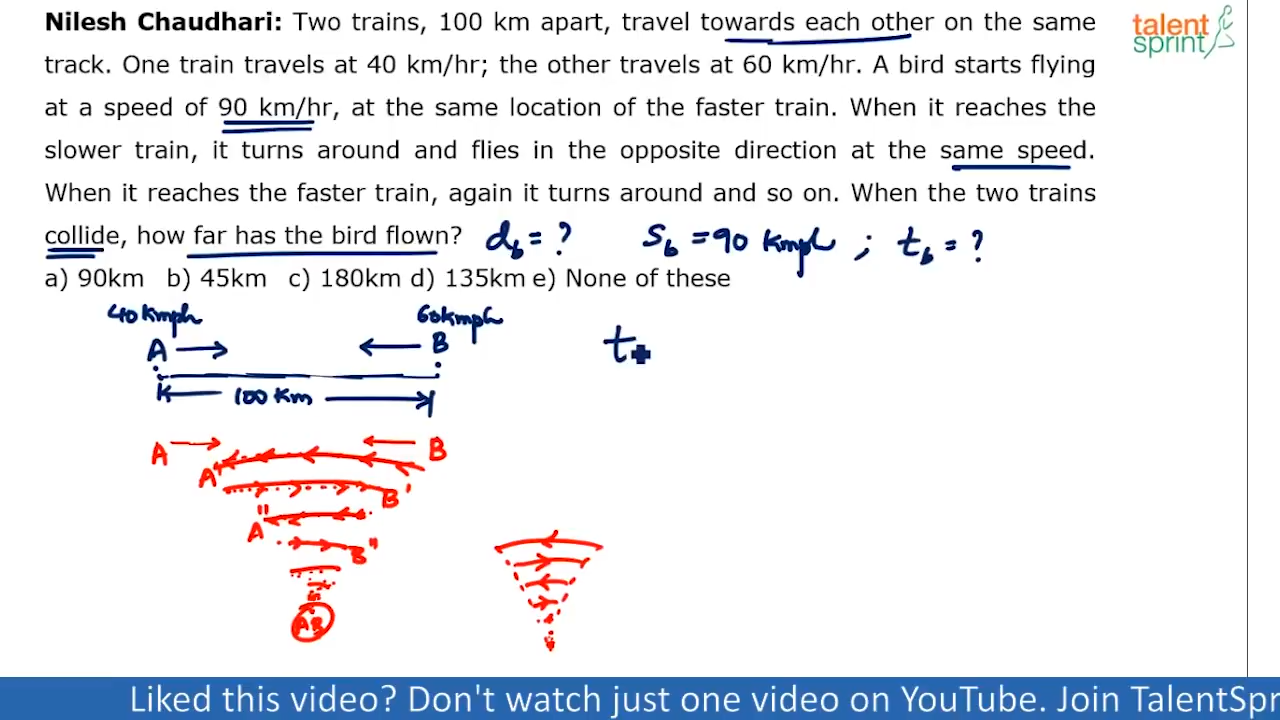 Nilesh Chaudhari: Two trains, 100 km apart, travel towards each other on the same
track. One train travels at 40 km/hr; the other travels at 60 km/hr. A bird starts flying
at a speed of 90 km/hr, at the same location of the faster train. When it reaches the
slower train, it turns around and flies in the opposite direction at the same speed.
When it reaches the faster train, again it turns around and so on. When the two trains
collide, how far has the bird flown? d_b = ? S_b = 90 kmph ; t_b = ?
a) 90km b) 45km c) 180km d) 135km e) None of these
talent
sprint
40 kmph 60kmph
A B t
100 Km
A B
A' B'
A" B"
AB
Liked this video? Don't watch just one video on YouTube. Join TalentSpr